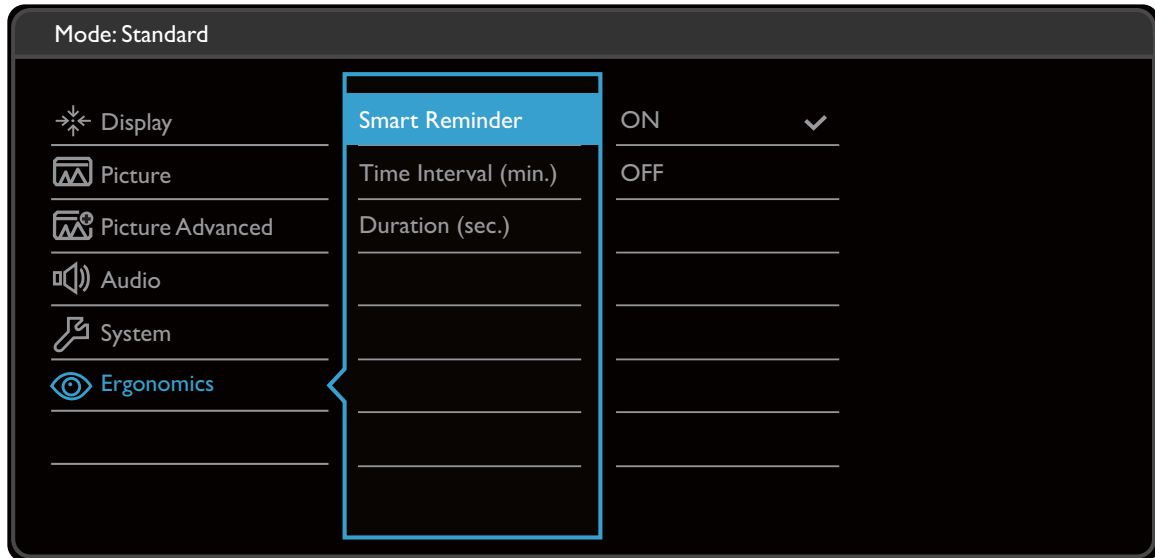 Mode: Standard
Display
Picture
Picture Advanced
Audio
System
Ergonomics
Smart Reminder
Time Interval (min.)
Duration (sec.)
ON
OFF